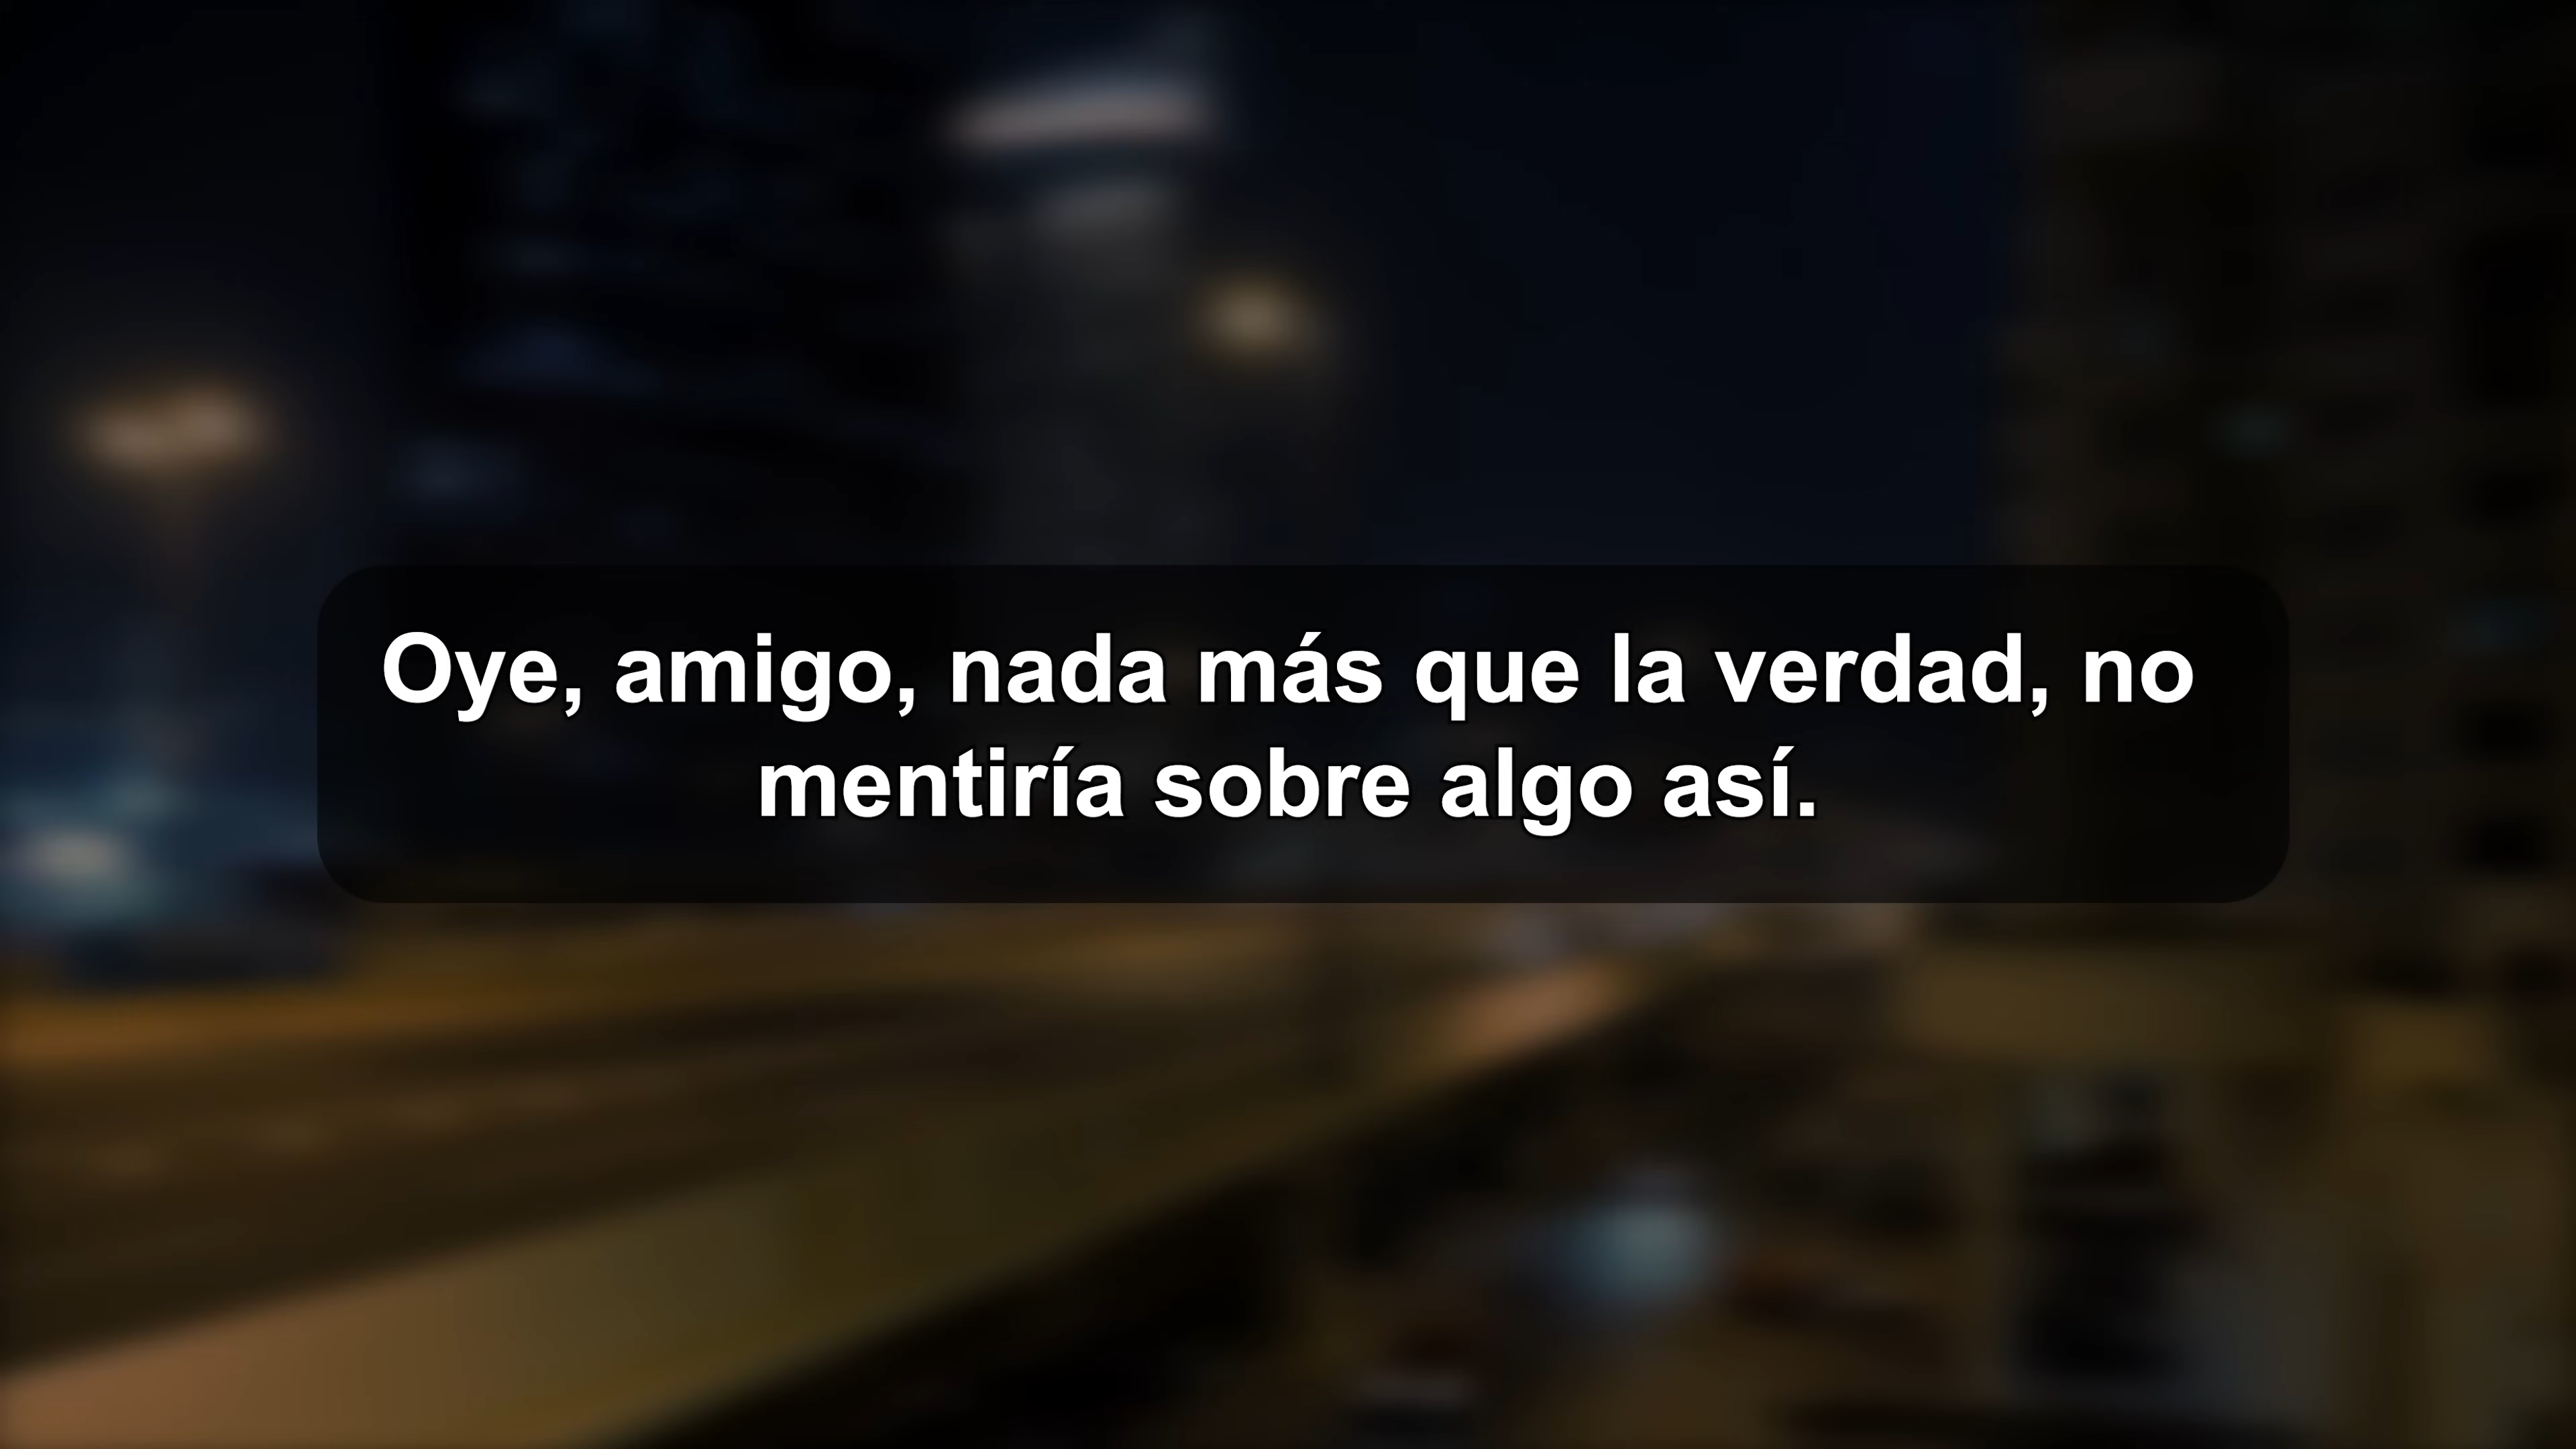 Oye, amigo, nada más que la verdad, no
mentiría sobre algo así.